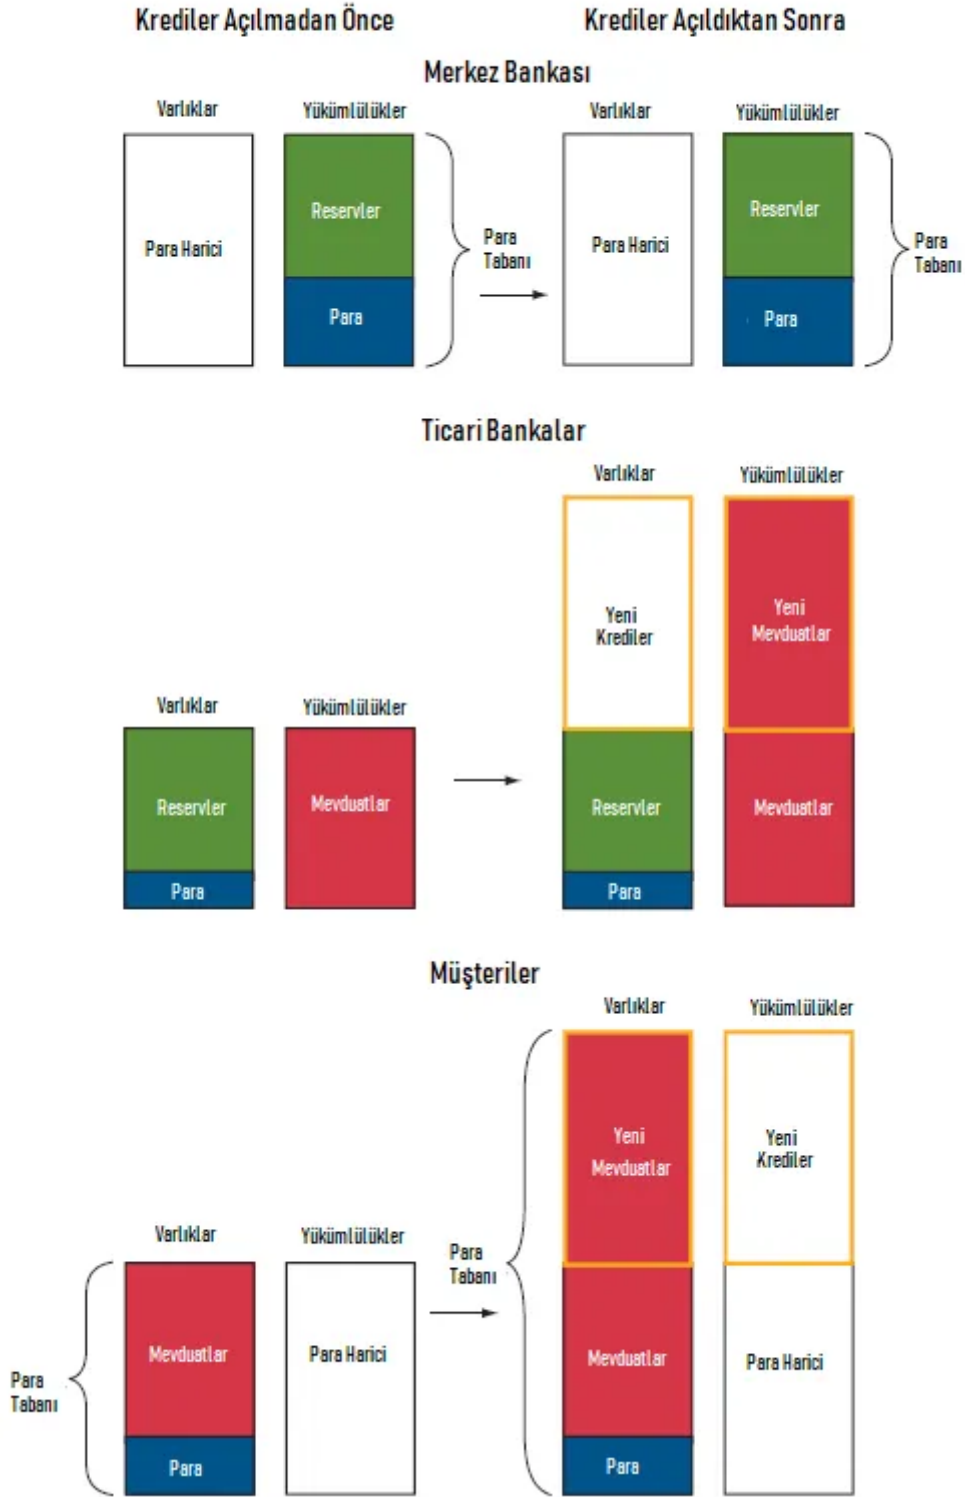 Krediler Açılmadan Önce
Krediler Açıldıktan Sonra
Merkez Bankası
Varlıklar
Yükümlülükler
Varlıklar
Yükümlülükler
Para Harici
Reservler
Para
Para
Tabanı
Para Harici
Reservler
Para
Para
Tabanı
Ticari Bankalar
Varlıklar
Yükümlülükler
Yeni
Krediler
Yeni
Mevduatlar
Varlıklar
Yükümlülükler
Reservler
Para
Mevduatlar
Reservler
Para
Mevduatlar
Müşteriler
Varlıklar
Yükümlülükler
Yeni
Mevduatlar
Yeni
Krediler
Varlıklar
Yükümlülükler
Para
Tabanı
Para
Tabanı
Mevduatlar
Para
Para Harici
Mevduatlar
Para
Para Harici